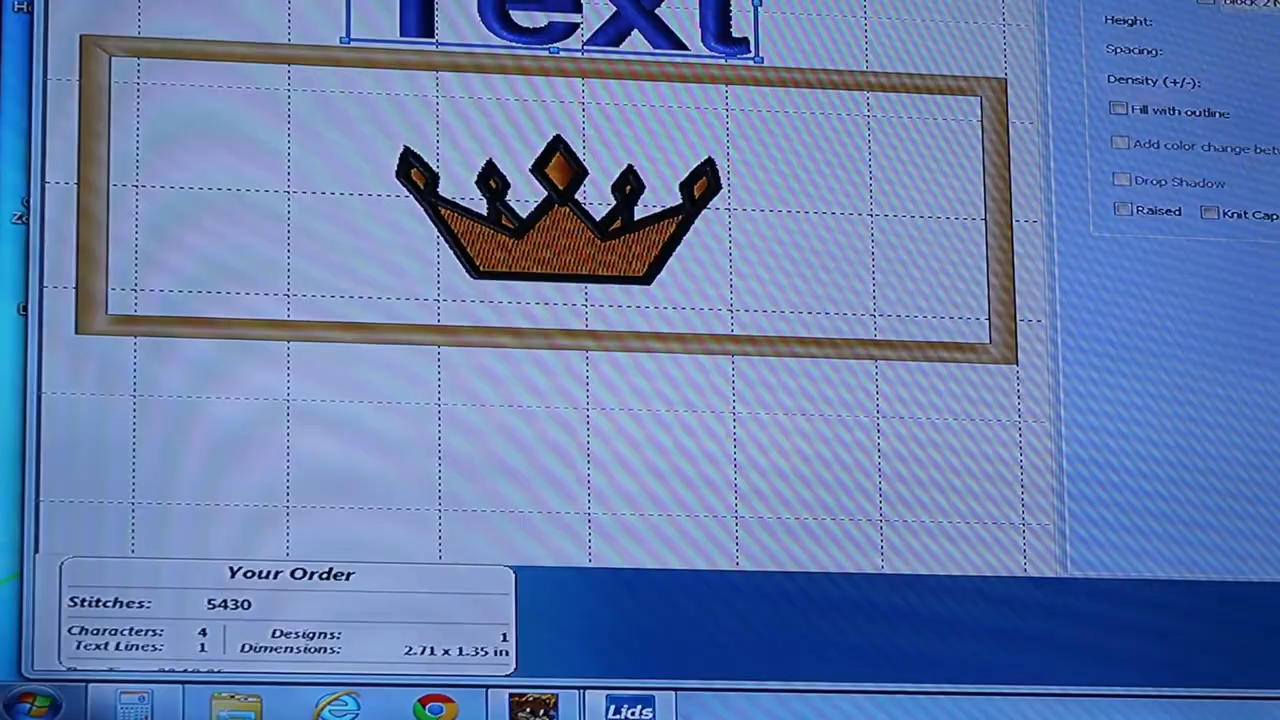 Text
Height:
Spacing:
Density (+/-):
Fill with outline
Add color change
Drop Shadow
Raised
Knit Cap
Your Order
Stitches: 5430
Characters: 4 Designs: 1
Text Lines: 1 Dimensions: 2.71 x 1.35 in
Lids